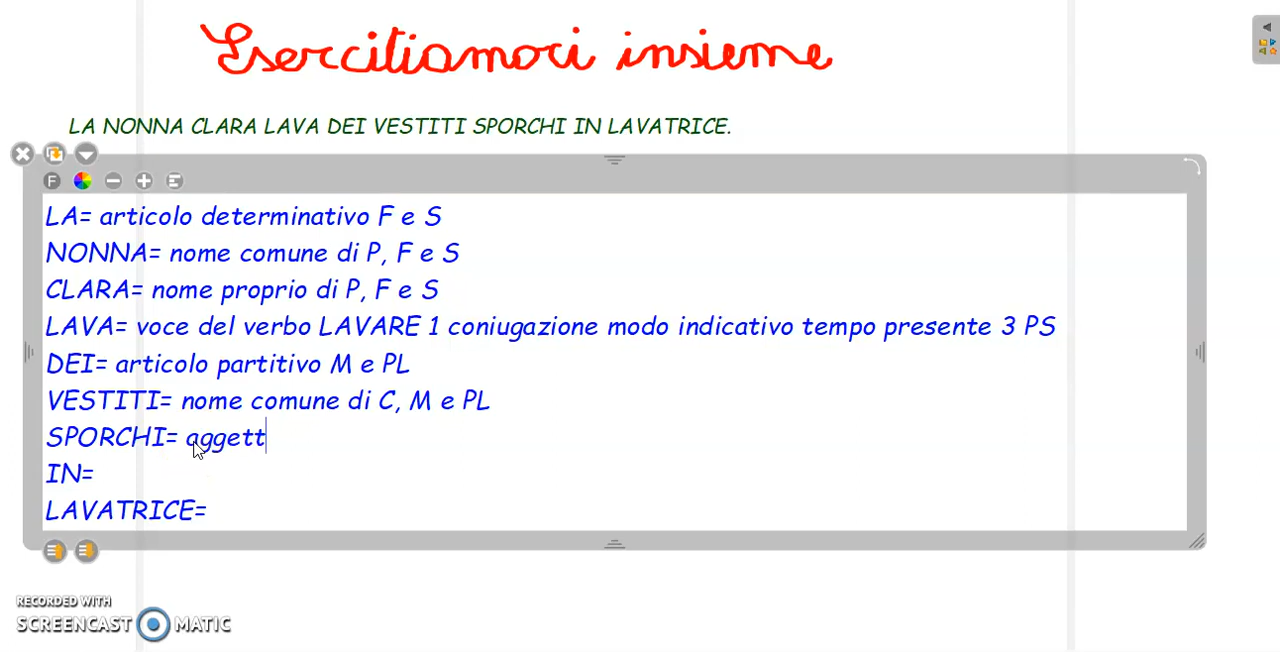 Esercitiamoci insieme
LA NONNA CLARA LAVA DEI VESTITI SPORCHI IN LAVATRICE.
F
LA= articolo determinativo F e S
NONNA= nome comune di P, F e S
CLARA= nome proprio di P, F e S
LAVA= voce del verbo LAVARE 1 coniugazione modo indicativo tempo presente 3 PS
DEI= articolo partitivo M e PL
VESTITI= nome comune di C, M e PL
SPORCHI= aggett
IN=
LAVATRICE=
RECORDED WITH
SCREENCAST MATIC